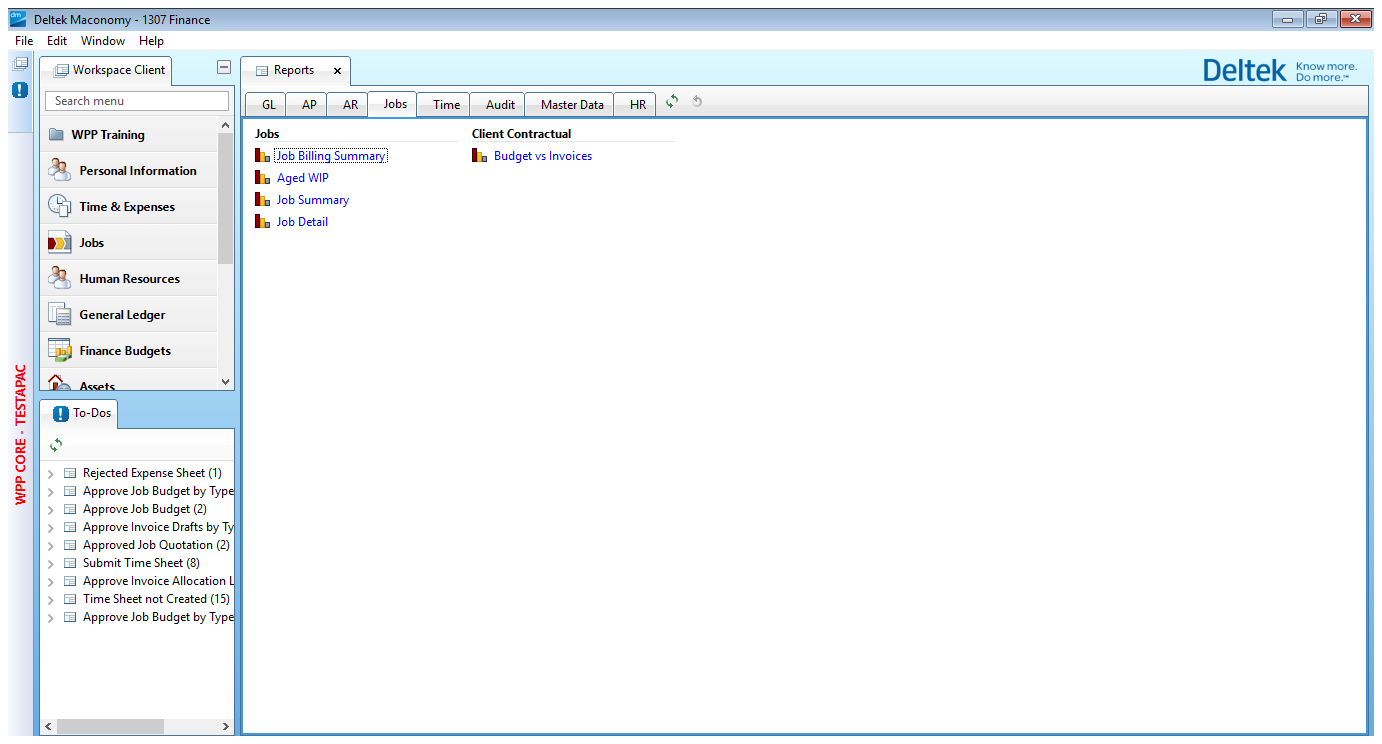 dm
Deltek Maconomy - 1307 Finance
File Edit Window Help
Workspace Client
Search menu
WPP Training
Personal Information
Time & Expenses
Jobs
Human Resources
General Ledger
Finance Budgets
Assets
WPP CORE - TESTAPAC
To-Dos
Rejected Expense Sheet (1)
Approve Job Budget by Type
Approve Job Budget (2)
Approve Invoice Drafts by Ty
Approved Job Quotation (2)
Submit Time Sheet (8)
Approve Invoice Allocation L
Time Sheet not Created (15)
Approve Job Budget by Type
Reports x
Deltek Know more.
Do more.™
GL AP AR Jobs Time Audit Master Data HR
Jobs
Job Billing Summary
Aged WIP
Job Summary
Job Detail
Client Contractual
Budget vs Invoices